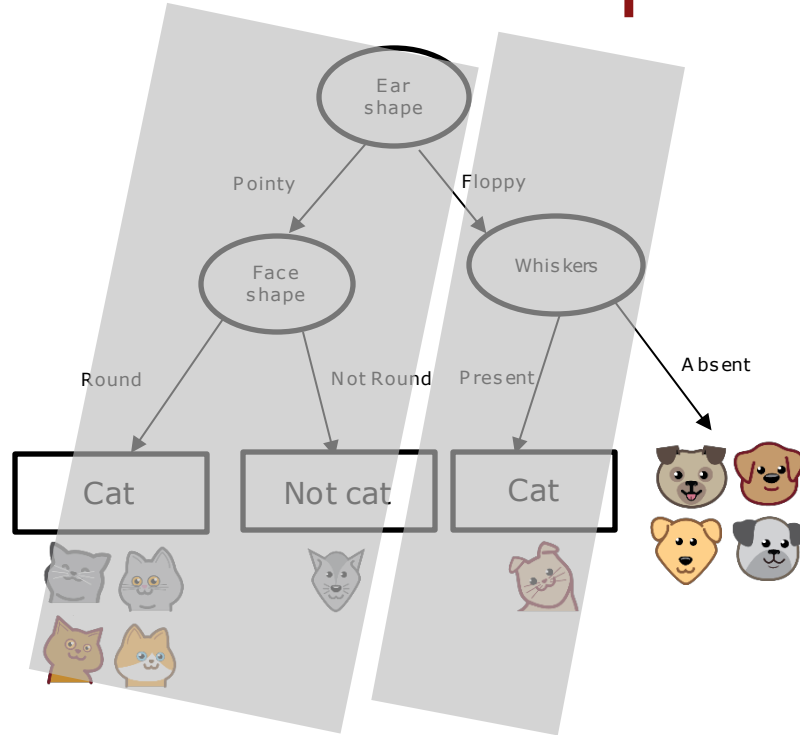 Ear
shape
Pointy
Floppy
Face
shape
Whiskers
Round
Not Round
Present
Absent
Cat
Not cat
Cat